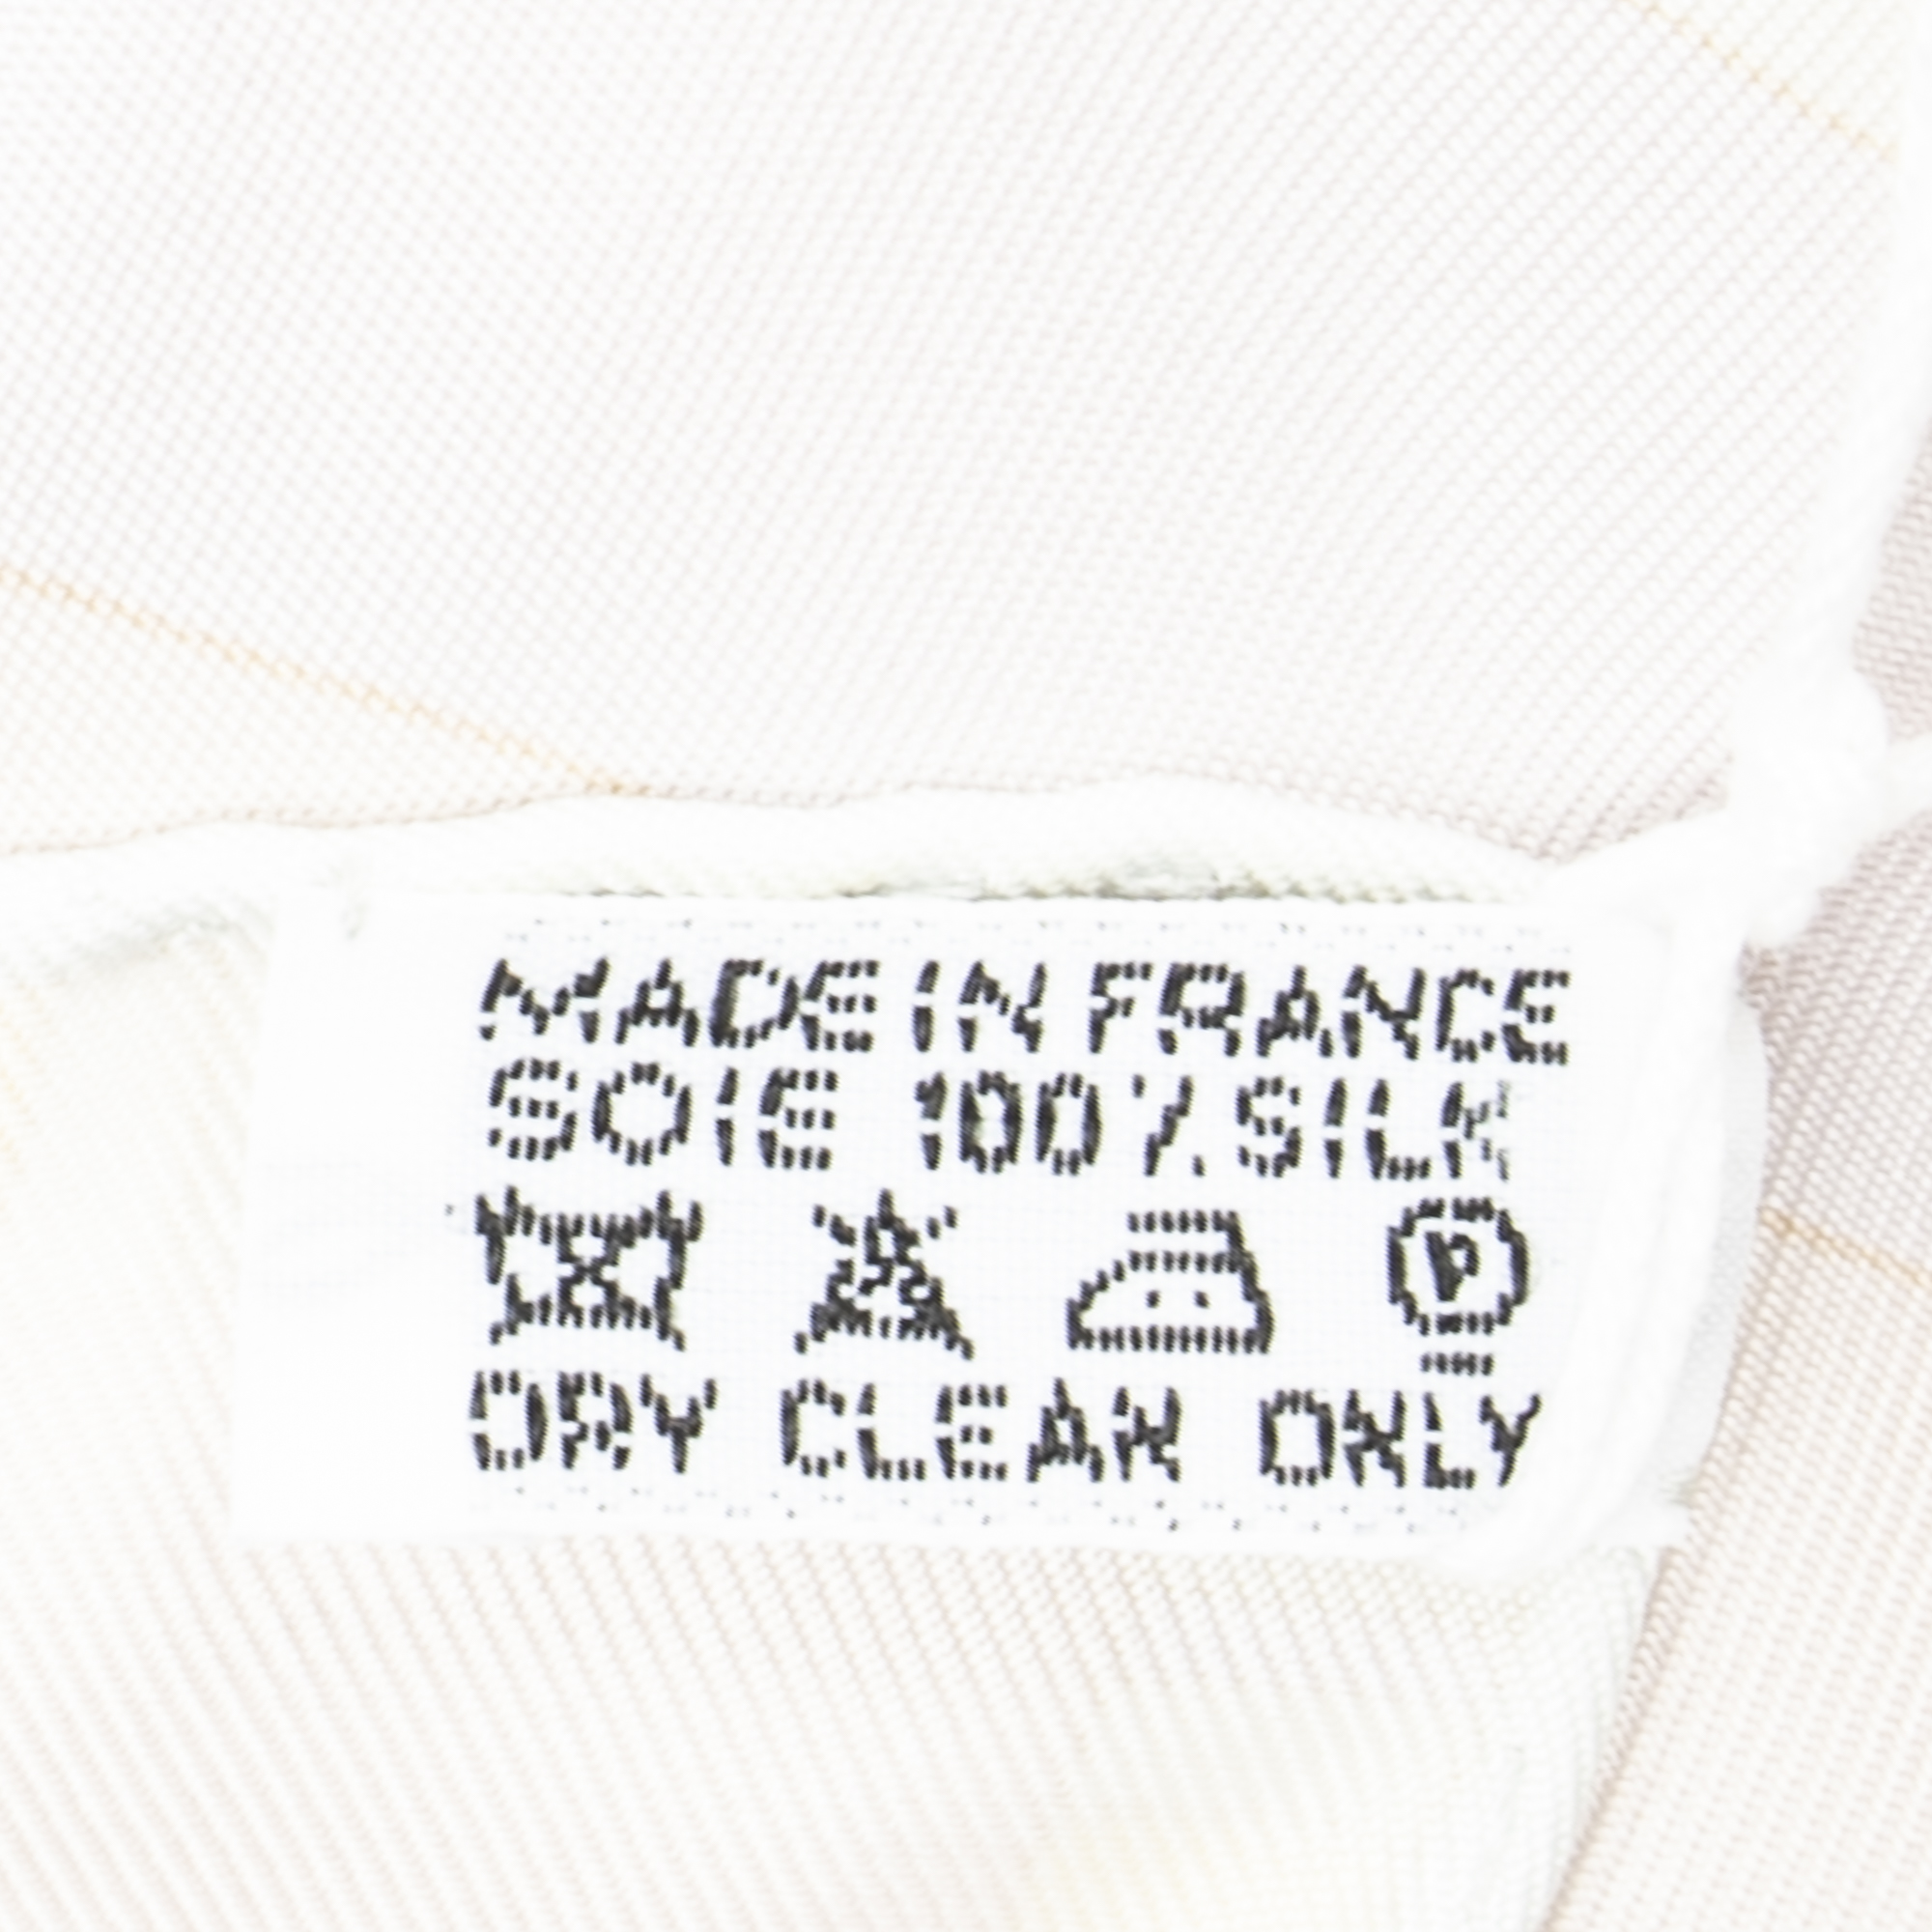 MADE IN FRANCE
SOIE 100% SILK
P
DRY CLEAN ONLY